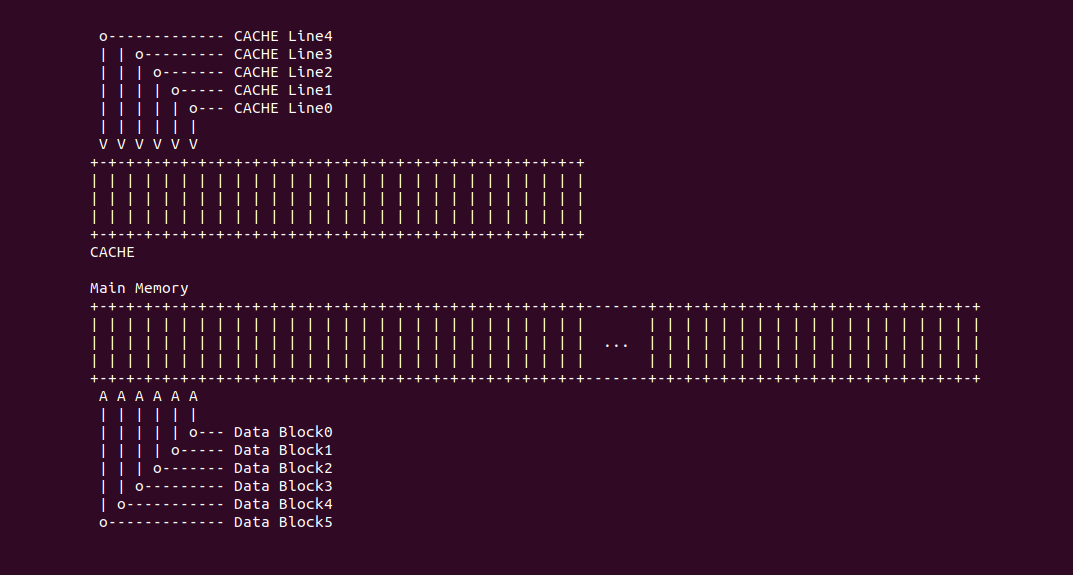 o------------- CACHE Line4
 | | o--------- CACHE Line3
 | | | o------- CACHE Line2
 | | | | o----- CACHE Line1
 | | | | | o--- CACHE Line0
 | | | | | |
 V V V V V V
+-+-+-+-+-+-+-+-+-+-+-+-+-+-+-+-+-+-+-+-+-+-+-+-+-+-+-+
| | | | | | | | | | | | | | | | | | | | | | | | | | | |
| | | | | | | | | | | | | | | | | | | | | | | | | | | |
| | | | | | | | | | | | | | | | | | | | | | | | | | | |
+-+-+-+-+-+-+-+-+-+-+-+-+-+-+-+-+-+-+-+-+-+-+-+-+-+-+-+
CACHE

Main Memory
+-+-+-+-+-+-+-+-+-+-+-+-+-+-+-+-+-+-+-+-+-+-+-+-+-+-+-+-------+-+-+-+-+-+-+-+-+-+-+-+-+-+-+-+-+-+-+
| | | | | | | | | | | | | | | | | | | | | | | | | | | |       | | | | | | | | | | | | | | | | | | |
| | | | | | | | | | | | | | | | | | | | | | | | | | | |  ...  | | | | | | | | | | | | | | | | | | |
| | | | | | | | | | | | | | | | | | | | | | | | | | | |       | | | | | | | | | | | | | | | | | | |
+-+-+-+-+-+-+-+-+-+-+-+-+-+-+-+-+-+-+-+-+-+-+-+-+-+-+-+-------+-+-+-+-+-+-+-+-+-+-+-+-+-+-+-+-+-+-+
 A A A A A A
 | | | | | |
 | | | | | o--- Data Block0
 | | | | o----- Data Block1
 | | | o------- Data Block2
 | | o--------- Data Block3
 | o----------- Data Block4
 o------------- Data Block5